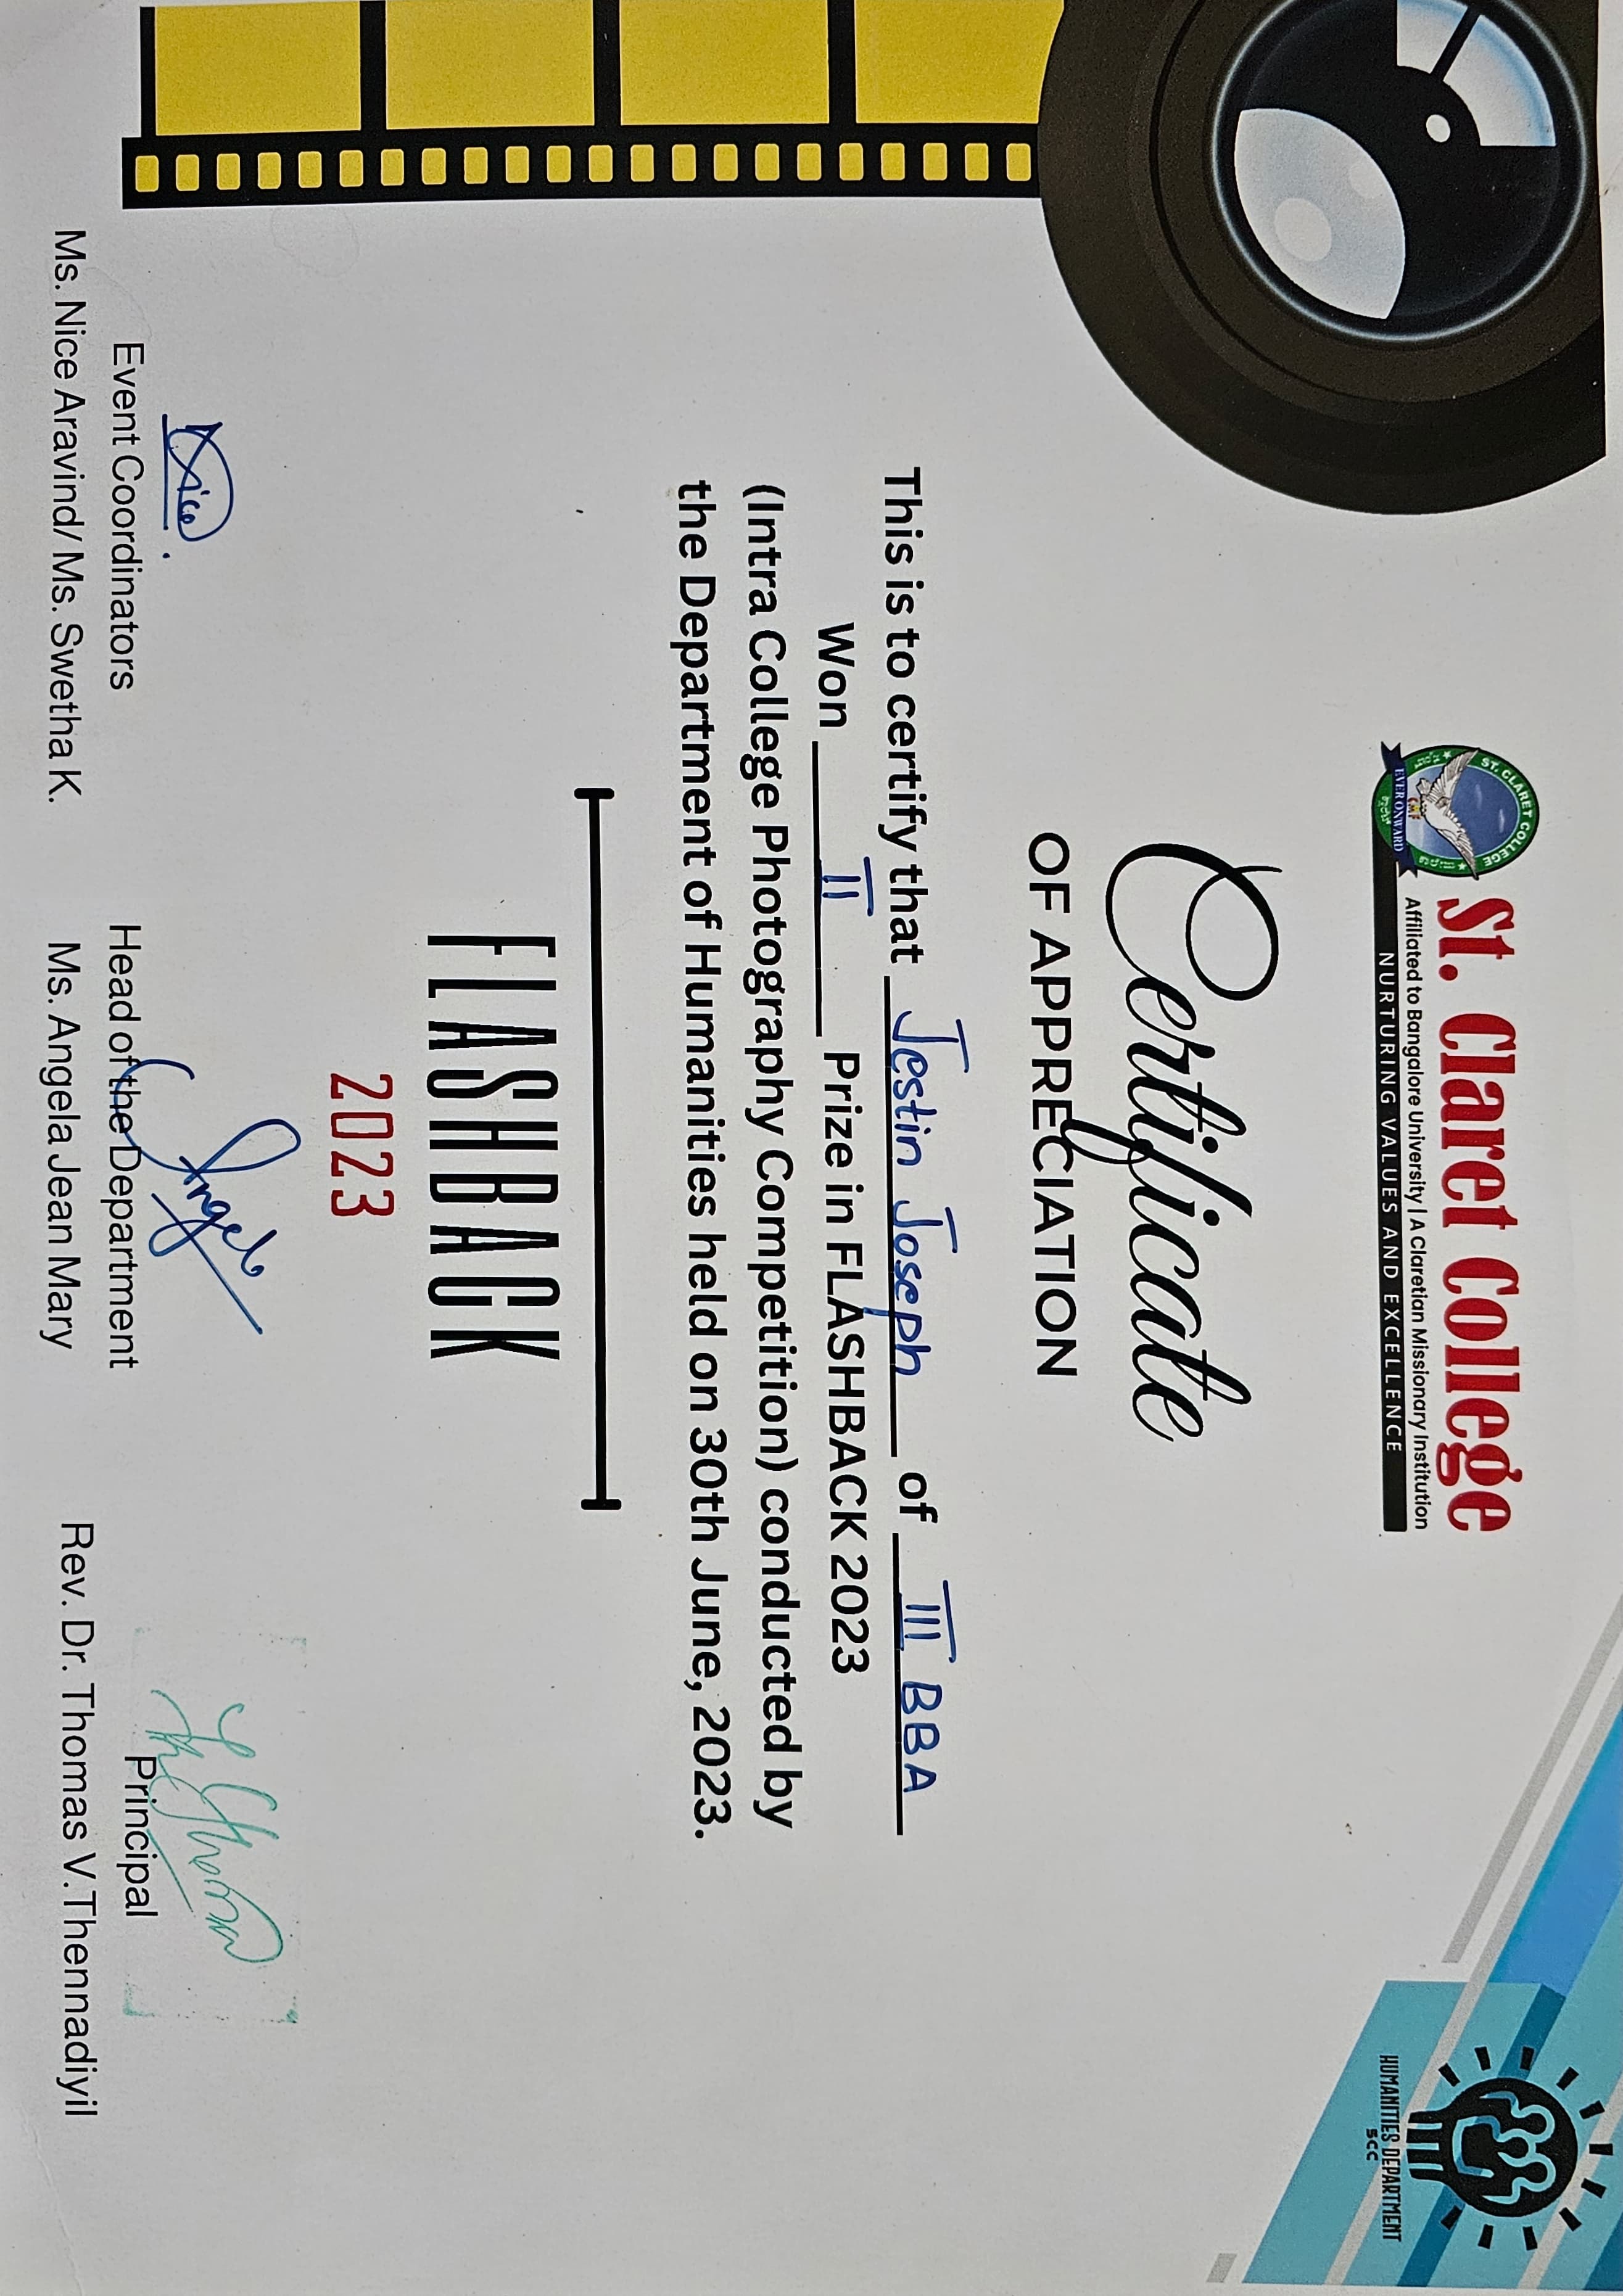 ST. CLARET COLLEGE
CMF
EVER ONWARD
St. Claret College
Affiliated to Bangalore University | A Claretian Missionary Institution
NURTURING VALUES AND EXCELLENCE
HUMANITIES DEPARTMENT
SCC
Certificate
OF APPRECIATION
This is to certify that Jestin Joseph of III BBA
Won II Prize in FLASHBACK 2023
(Intra College Photography Competition) conducted by
the Department of Humanities held on 30th June, 2023.
FLASHBACK
2023
Nice
Angela
Event Coordinators
Head of the Department
Principal
Ms. Nice Aravind/ Ms. Swetha K.
Ms. Angela Jean Mary
Rev. Dr. Thomas V.Thennadiyil